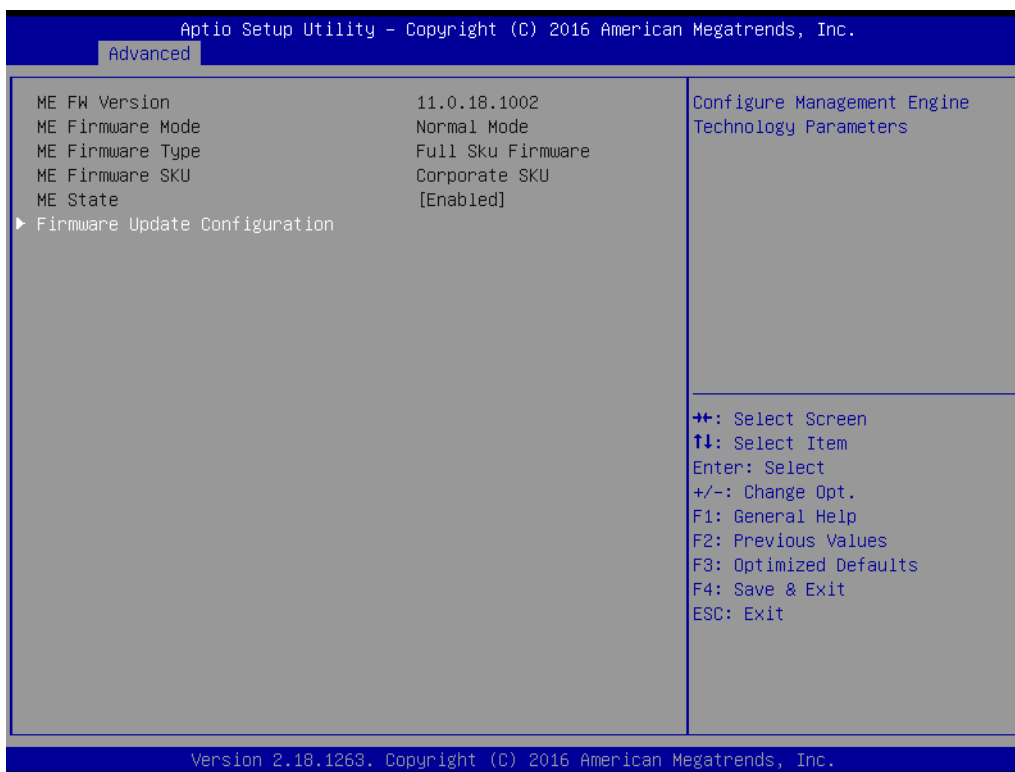 Aptio Setup Utility – Copyright (C) 2016 American Megatrends, Inc.
Advanced
ME FW Version 11.0.18.1002
ME Firmware Mode Normal Mode
ME Firmware Type Full Sku Firmware
ME Firmware SKU Corporate SKU
ME State [Enabled]
▶ Firmware Update Configuration
Configure Management Engine
Technology Parameters
→←: Select Screen
↑↓: Select Item
Enter: Select
+/-: Change Opt.
F1: General Help
F2: Previous Values
F3: Optimized Defaults
F4: Save & Exit
ESC: Exit
Version 2.18.1263. Copyright (C) 2016 American Megatrends, Inc.